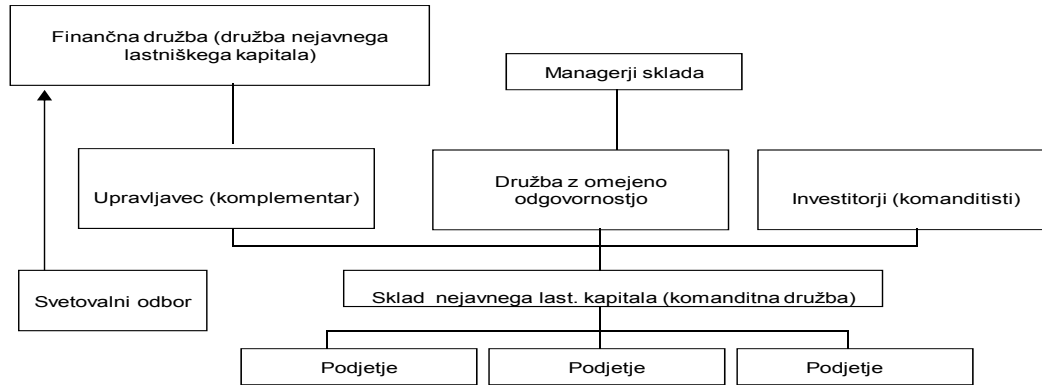 Finančna družba (družba nejavnega
lastniškega kapitala)
Managerji sklada
Upravljavec (komplementar)
Družba z omejeno
odgovornostjo
Investitorji (komanditisti)
Svetovalni odbor
Sklad nejavnega last. kapitala (komanditna družba)
Podjetje
Podjetje
Podjetje